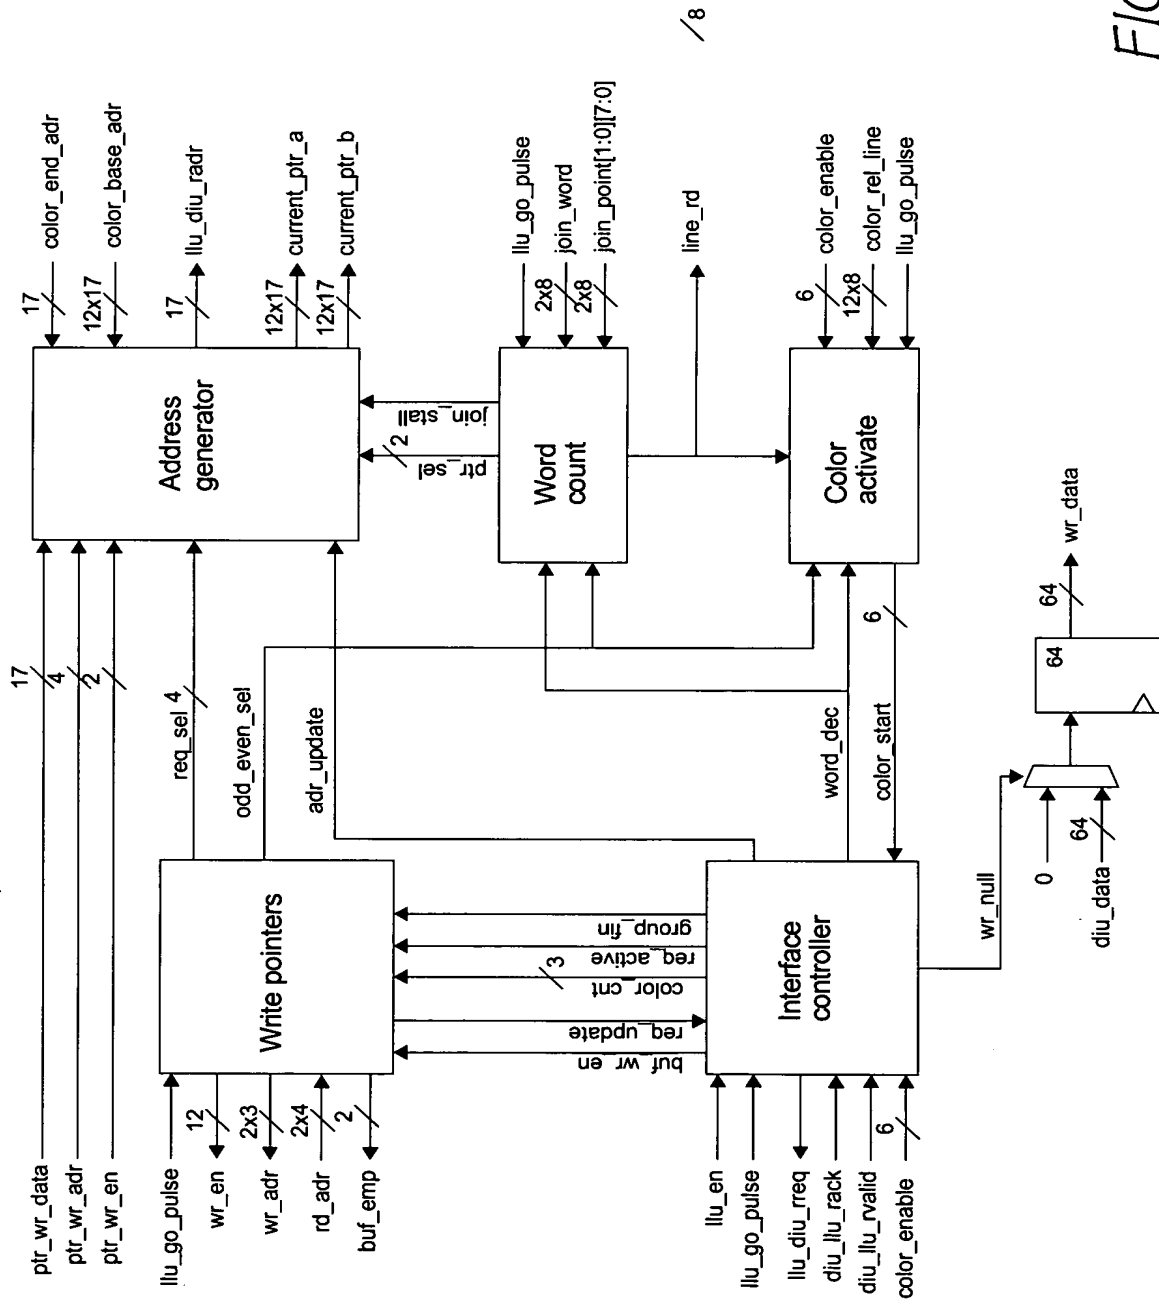 FIG
/8
17
color_end_adr
12x17
color_base_adr
17
llu_diu_radr
12x17
current_ptr_a
12x17
current_ptr_b
Address
generator
ptr_wr_data
17
ptr_wr_adr
4
ptr_wr_en
2
req_sel
4
odd_even_sel
adr_update
join_stall
ptr_sel
2
Word
count
llu_go_pulse
join_word
2x8
join_point[1:0][7:0]
2x8
line_rd
Color
activate
color_enable
6
color_rel_line
12x8
llu_go_pulse
Write pointers
llu_go_pulse
wr_en
12
wr_adr
2x3
rd_adr
2x4
buf_emp
2
group_fin
req_active
color_cnt
3
req_update
buf_wr_en
Interface
controller
llu_en
llu_go_pulse
llu_diu_rreq
diu_llu_rack
diu_llu_rvalid
color_enable
6
word_dec
color_start
6
wr_null
0
diu_data
64
64
64
wr_data